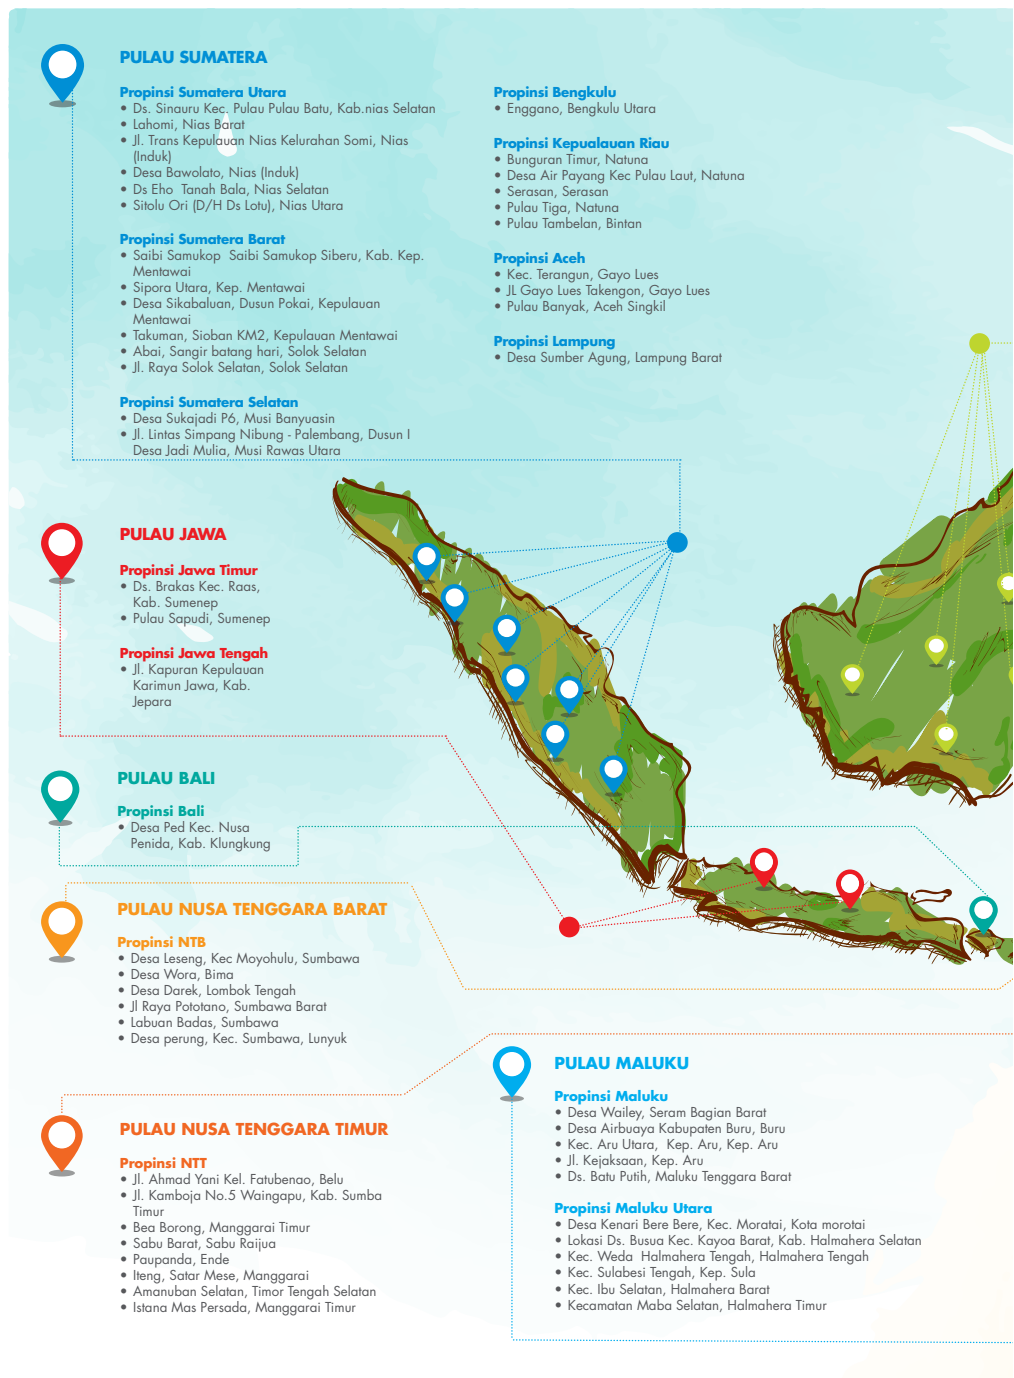 PULAU SUMATERA
Propinsi Sumatera Utara
• Ds. Sinauru Kec. Pulau Pulau Batu, Kab.nias Selatan
• Lahomi, Nias Barat
• Jl. Trans Kepulauan Nias Kelurahan Somi, Nias
(Induk)
• Desa Bawolato, Nias (Induk)
• Ds Eho  Tanah Bala, Nias Selatan
• Sitolu Ori (D/H Ds Lotu), Nias Utara
Propinsi Sumatera Barat
• Saibi Samukop  Saibi Samukop Siberu, Kab. Kep.
Mentawai
• Sipora Utara, Kep. Mentawai
• Desa Sikabaluan, Dusun Pokai, Kepulauan
Mentawai
• Takuman, Sioban KM2, Kepulauan Mentawai
• Abai, Sangir batang hari, Solok Selatan
• Jl. Raya Solok Selatan, Solok Selatan
Propinsi Sumatera Selatan
• Desa Sukajadi P6, Musi Banyuasin
• Jl. Lintas Simpang Nibung - Palembang, Dusun I
Desa Jadi Mulia, Musi Rawas Utara
Propinsi Bengkulu
• Enggano, Bengkulu Utara
Propinsi Kepualauan Riau
• Bunguran Timur, Natuna
• Desa Air Payang Kec Pulau Laut, Natuna
• Serasan, Serasan
• Pulau Tiga, Natuna
• Pulau Tambelan, Bintan
Propinsi Aceh
• Kec. Terangun, Gayo Lues
• JL Gayo Lues Takengon, Gayo Lues
• Pulau Banyak, Aceh Singkil
Propinsi Lampung
• Desa Sumber Agung, Lampung Barat
PULAU JAWA
Propinsi Jawa Timur
• Ds. Brakas Kec. Raas,
Kab. Sumenep
• Pulau Sapudi, Sumenep
Propinsi Jawa Tengah
• Jl. Kapuran Kepulauan
Karimun Jawa, Kab.
Jepara
PULAU BALI
Propinsi Bali
• Desa Ped Kec. Nusa
Penida, Kab. Klungkung
PULAU NUSA TENGGARA BARAT
Propinsi NTB
• Desa Leseng, Kec Moyohulu, Sumbawa
• Desa Wora, Bima
• Desa Darek, Lombok Tengah
• Jl Raya Pototano, Sumbawa Barat
• Labuan Badas, Sumbawa
• Desa perung, Kec. Sumbawa, Lunyuk
PULAU NUSA TENGGARA TIMUR
Propinsi NTT
• Jl. Ahmad Yani Kel. Fatubenao, Belu
• Jl. Kamboja No.5 Waingapu, Kab. Sumba
Timur
• Bea Borong, Manggarai Timur
• Sabu Barat, Sabu Raijua
• Paupanda, Ende
• Iteng, Satar Mese, Manggarai
• Amanuban Selatan, Timor Tengah Selatan
• Istana Mas Persada, Manggarai Timur
PULAU MALUKU
Propinsi Maluku
• Desa Wailey, Seram Bagian Barat
• Desa Airbuaya Kabupaten Buru, Buru
• Kec. Aru Utara,  Kep. Aru, Kep. Aru
• Jl. Kejaksaan, Kep. Aru
• Ds. Batu Putih, Maluku Tenggara Barat
Propinsi Maluku Utara
• Desa Kenari Bere Bere, Kec. Moratai, Kota morotai
• Lokasi Ds. Busua Kec. Kayoa Barat, Kab. Halmahera Selatan
• Kec. Weda  Halmahera Tengah, Halmahera Tengah
• Kec. Sulabesi Tengah, Kep. Sula
• Kec. Ibu Selatan, Halmahera Barat
• Kecamatan Maba Selatan, Halmahera Timur